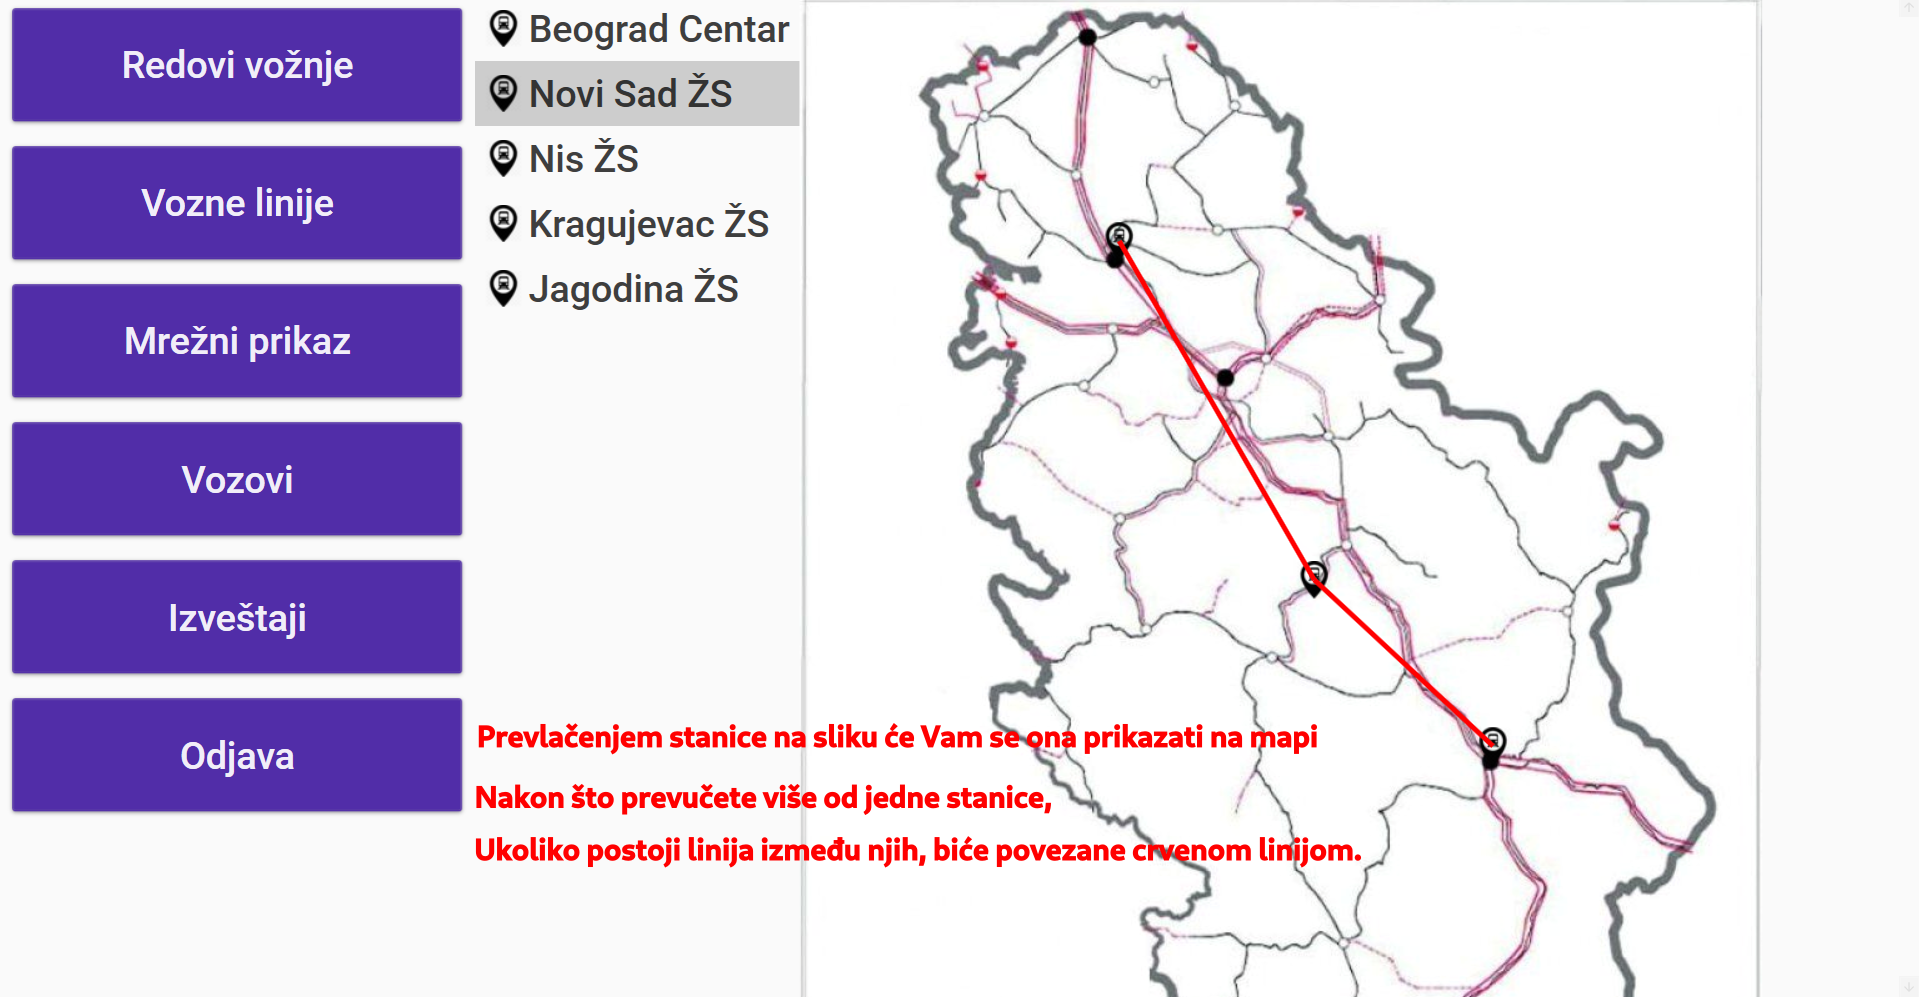 Redovi vožnje
Vozne linije
Mrežni prikaz
Vozovi
Izveštaji
Odjava
Beograd Centar
Novi Sad ŽS
Nis ŽS
Kragujevac ŽS
Jagodina ŽS
Prevlačenjem stanice na sliku će Vam se ona prikazati na mapi
Nakon što prevučete više od jedne stanice,
Ukoliko postoji linija između njih, biće povezane crvenom linijom.